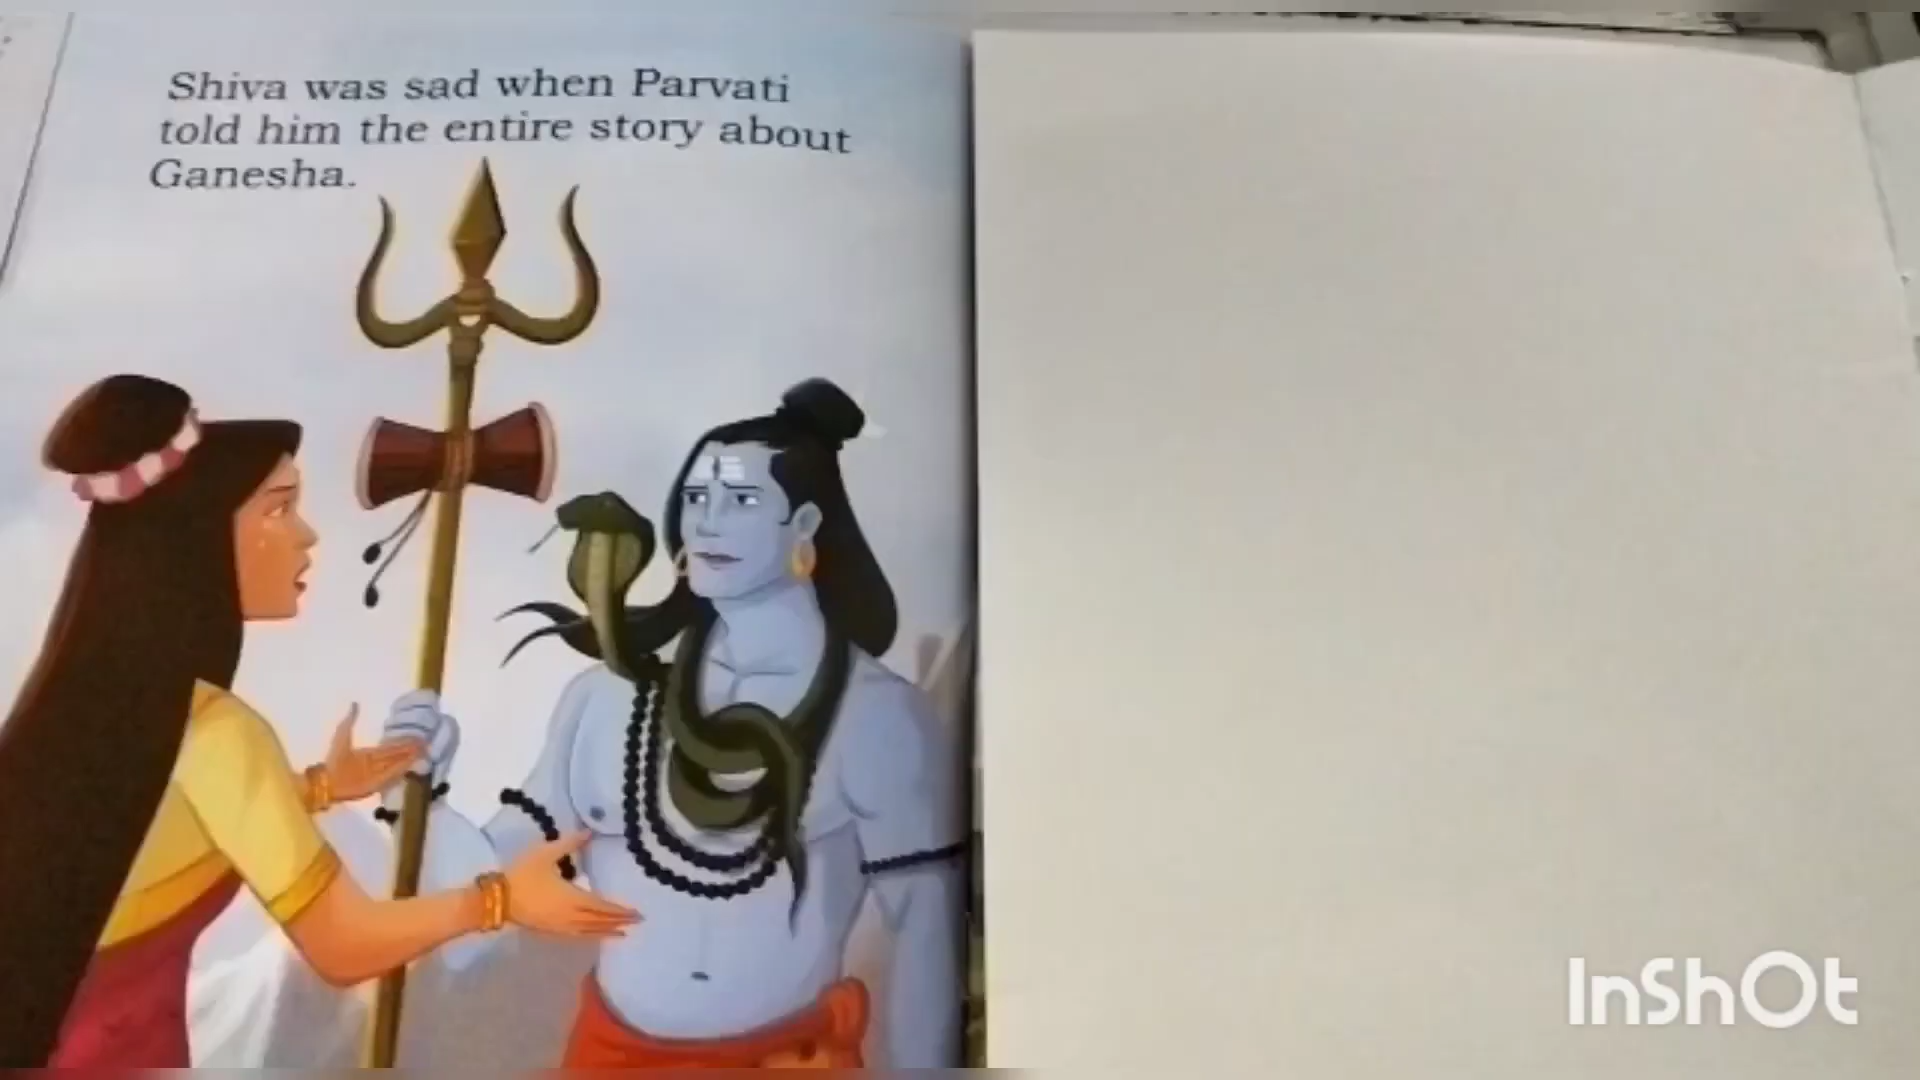 Shiva was sad when Parvati
told him the entire story about
Ganesha.
InShOt